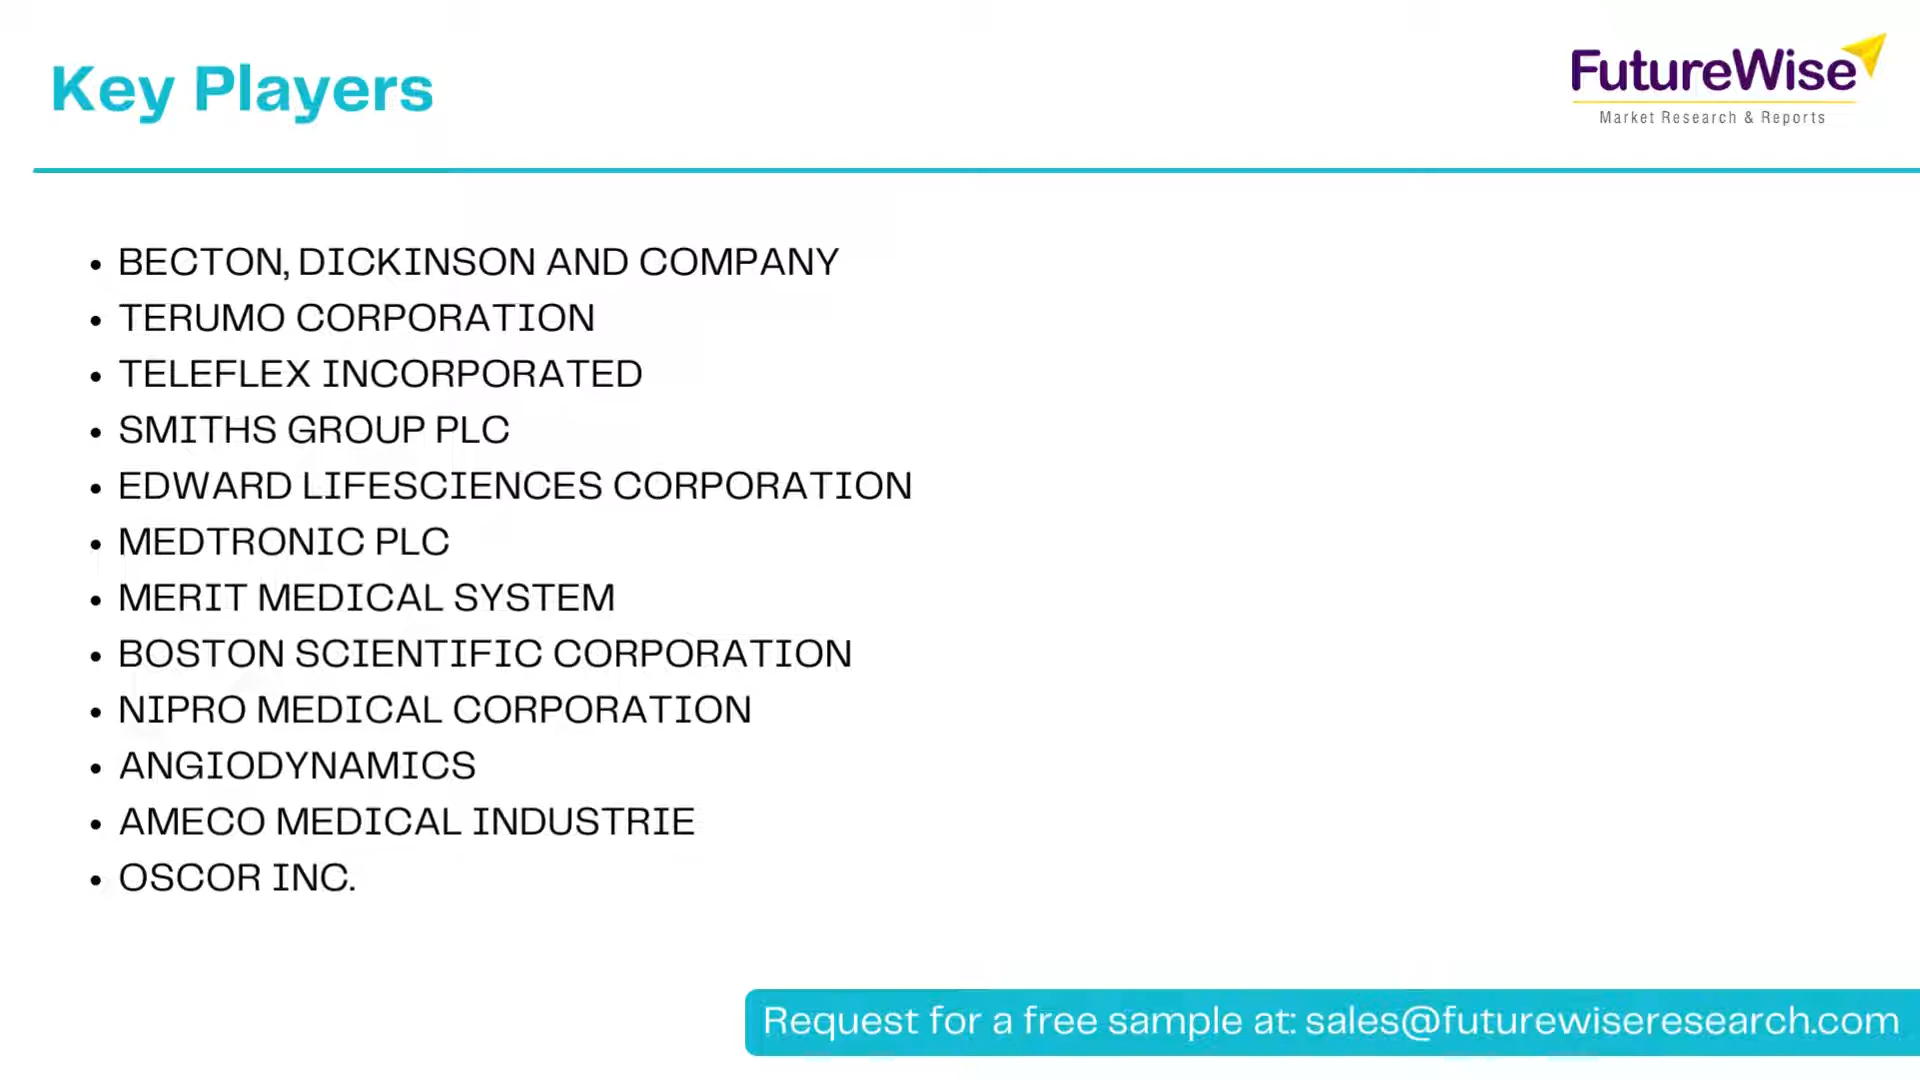 Key Players
FutureWise
Market Research & Reports
• BECTON, DICKINSON AND COMPANY
• TERUMO CORPORATION
• TELEFLEX INCORPORATED
• SMITHS GROUP PLC
• EDWARD LIFESCIENCES CORPORATION
• MEDTRONIC PLC
• MERIT MEDICAL SYSTEM
• BOSTON SCIENTIFIC CORPORATION
• NIPRO MEDICAL CORPORATION
• ANGIODYNAMICS
• AMECO MEDICAL INDUSTRIE
• OSCOR INC.
Request for a free sample at: sales@futurewiseresearch.com